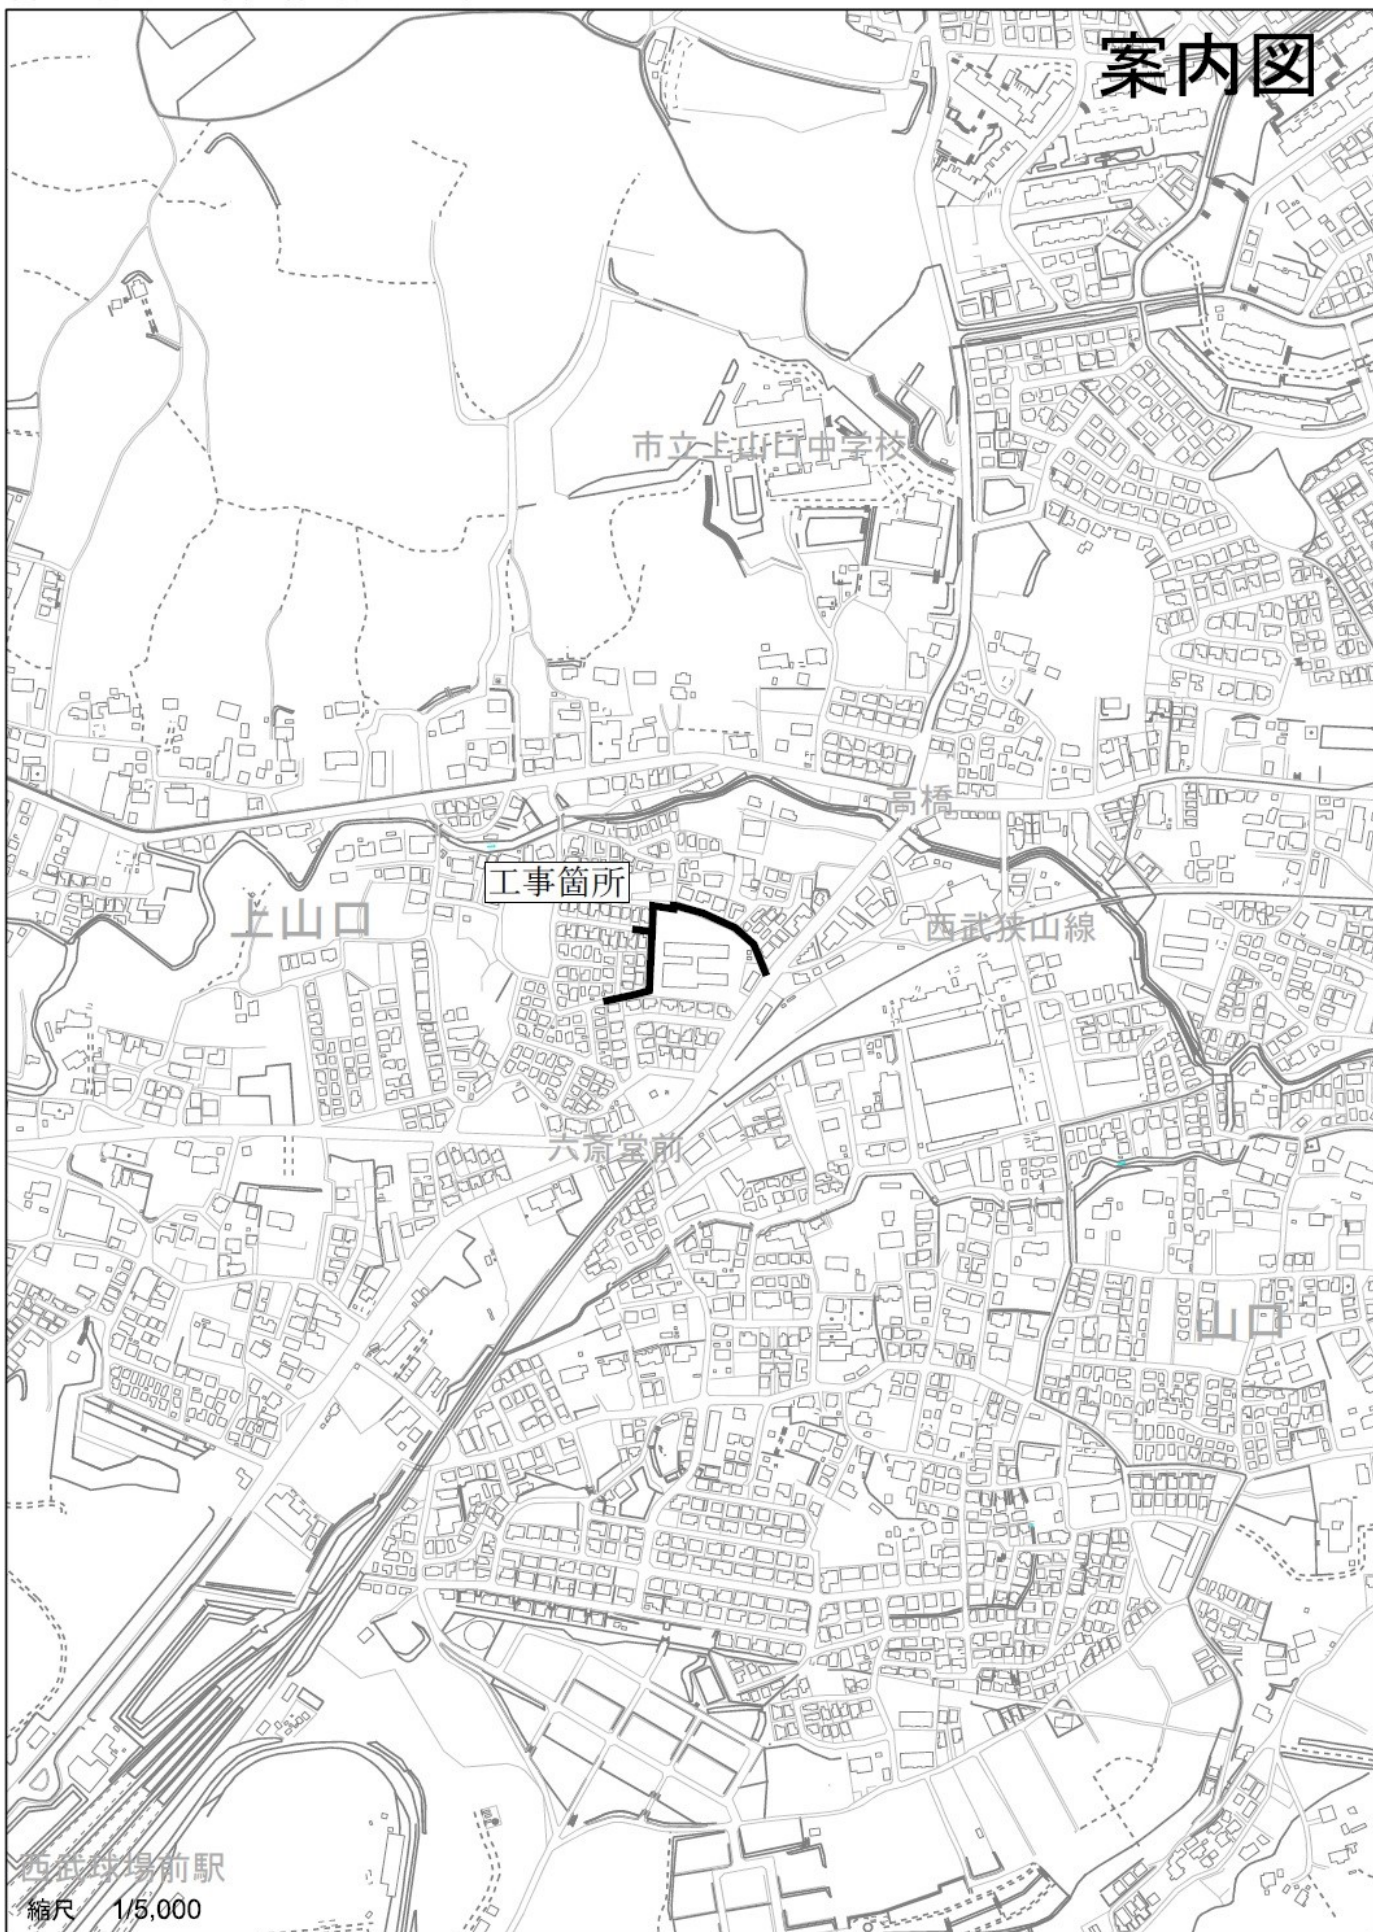 案内図
市立上山口中学校
高橋
工事箇所
上山口
西武狭山線
六斎堂前
山口
西武球場前駅
縮尺 1/5,000